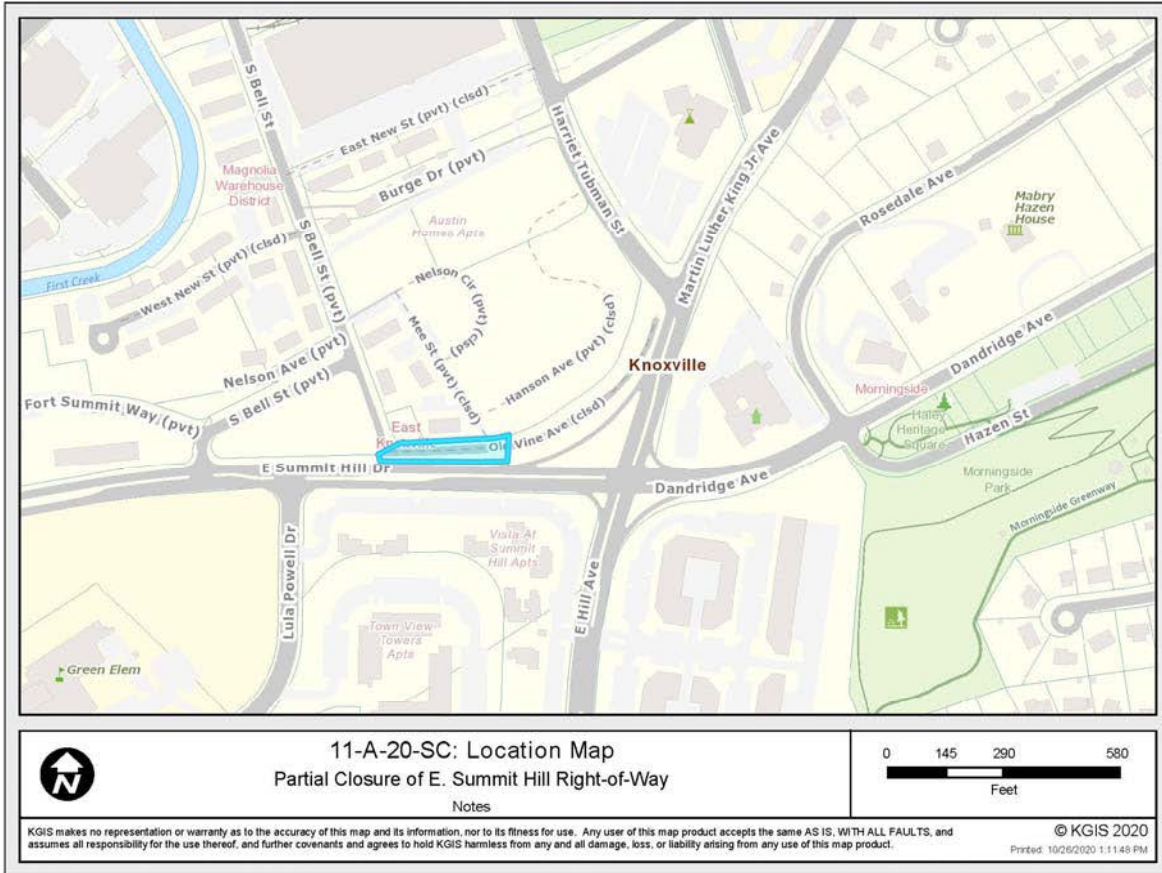 S Bell St
East New St (pvt) (clsd)
Harriet Tubman St
Martin Luther King Jr Ave
Magnolia
Warehouse
District
Burge Dr (pvt)
Rosedale Ave
Mabry
Hazen
House
Austin
Homes Apts
S Bell St (pvt)
West New St (pvt) (clsd)
First Creek
Nelson Cir (pvt)
(clsd)
Mee St (pvt) (clsd)
Hanson Ave (pvt) (clsd)
Knoxville
Dandridge Ave
Nelson Ave (pvt)
Morningside
Fort Summit Way (pvt)
S Bell St (pvt)
East
Old Vine Ave (clsd)
Haley
Heritage
Square
Hazen St
E Summit Hill Dr
Dandridge Ave
Morningside
Park
Morningside Greenway
Lula Powell Dr
Vista At
Summit
Hill Apts
E Hill Ave
Town View
Towers
Apts
Green Elem
N
11-A-20-SC: Location Map
Partial Closure of E. Summit Hill Right-of-Way
Notes
0 145 290 580
Feet
KGIS makes no representation or warranty as to the accuracy of this map and its information, nor to its fitness for use. Any user of this map product accepts the same AS IS, WITH ALL FAULTS, and
assumes all responsibility for the use thereof, and further covenants and agrees to hold KGIS harmless from any and all damage, loss, or liability arising from any use of this map product.
© KGIS 2020
Printed: 10/26/2020 1:11:48 PM